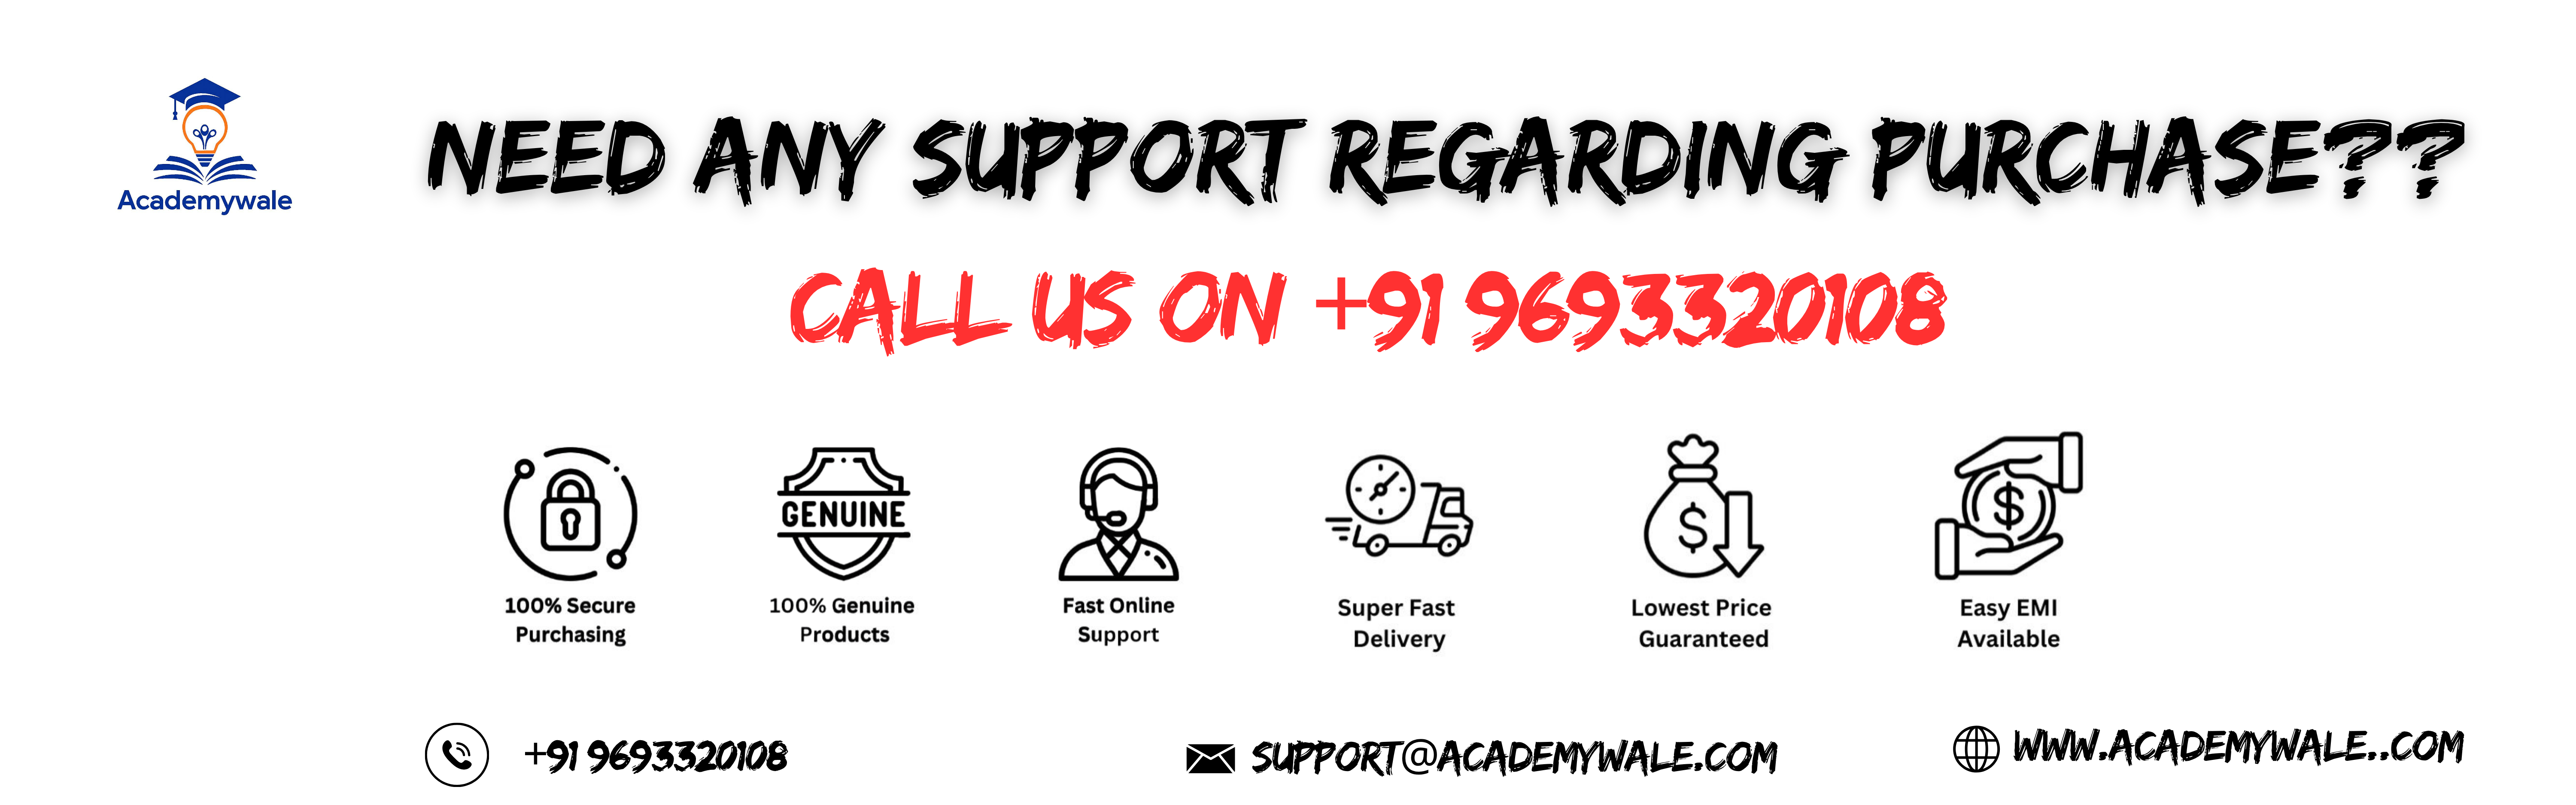 Academywale
NEED ANY SUPPORT REGARDING PURCHASE??
CALL US ON +91 9693320108
GENUINE
100% Secure
Purchasing
100% Genuine
Products
Fast Online
Support
Super Fast
Delivery
Lowest Price
Guaranteed
Easy EMI
Available
+91 9693320108
SUPPORT@ACADEMYWALE.COM
WWW.ACADEMYWALE..COM